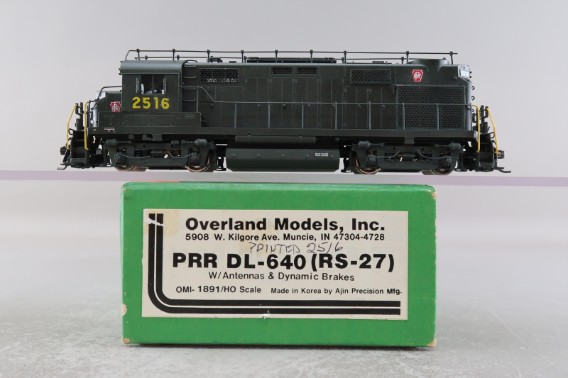 2516
Overland Models, Inc.
5908 W. Kilgore Ave. Muncie, IN 47304-4728
PAINTED 2516
PRR DL-640 (RS-27)
W/Antennas & Dynamic Brakes
OMI- 1891/HO Scale Made in Korea by Ajin Precision Mfg.